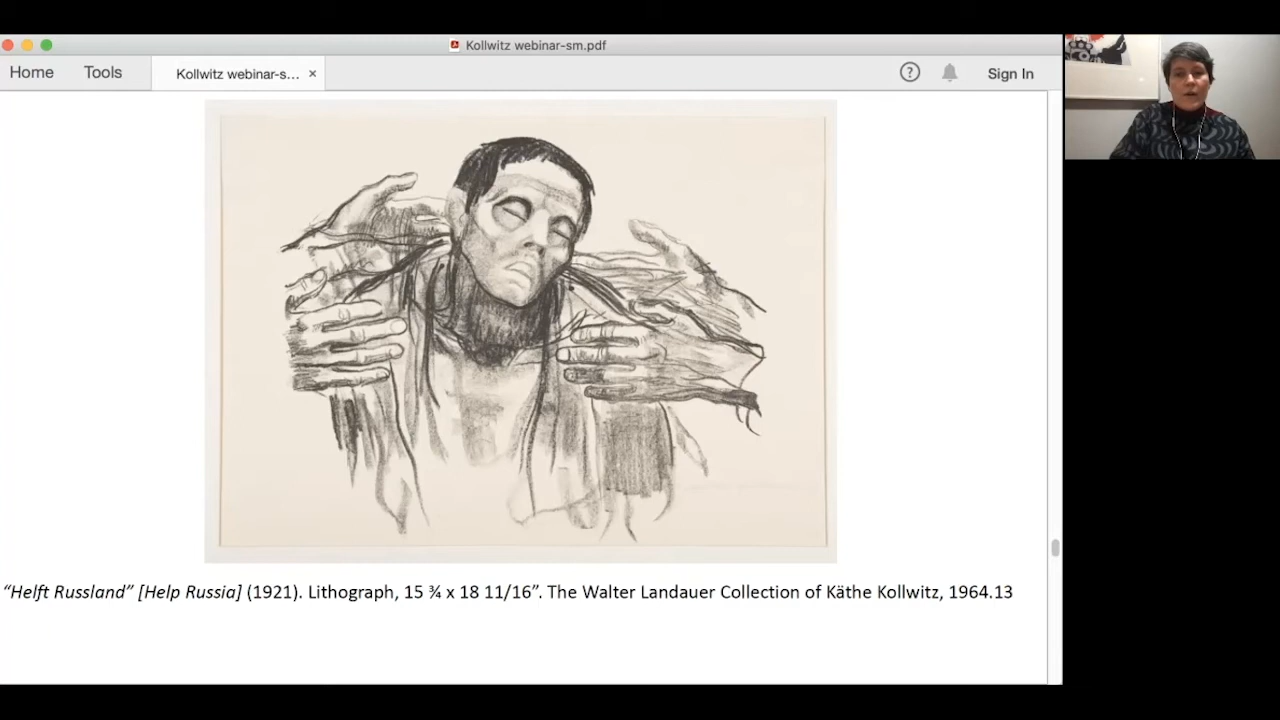 Kollwitz webinar-sm.pdf
Home Tools Kollwitz webinar-s... × Sign In
“Helft Russland” [Help Russia] (1921). Lithograph, 15 ¾ x 18 11/16”. The Walter Landauer Collection of Käthe Kollwitz, 1964.13